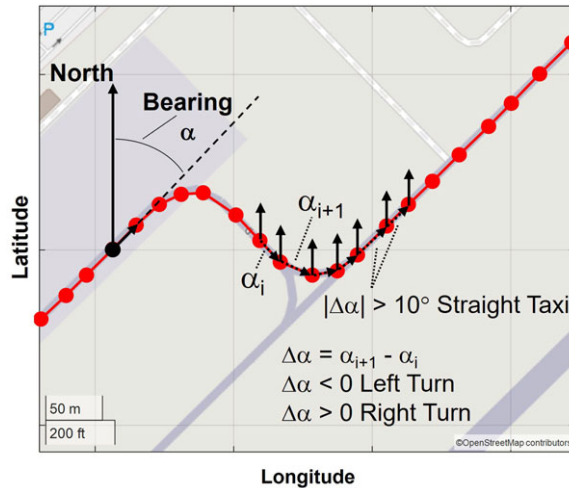 P
North
Bearing
α
αi+1
αi
|Δα| > 10° Straight Taxi
Δα = αi+1 - αi
Δα < 0 Left Turn
Δα > 0 Right Turn
50 m
200 ft
©OpenStreetMap contributors
Latitude
Longitude